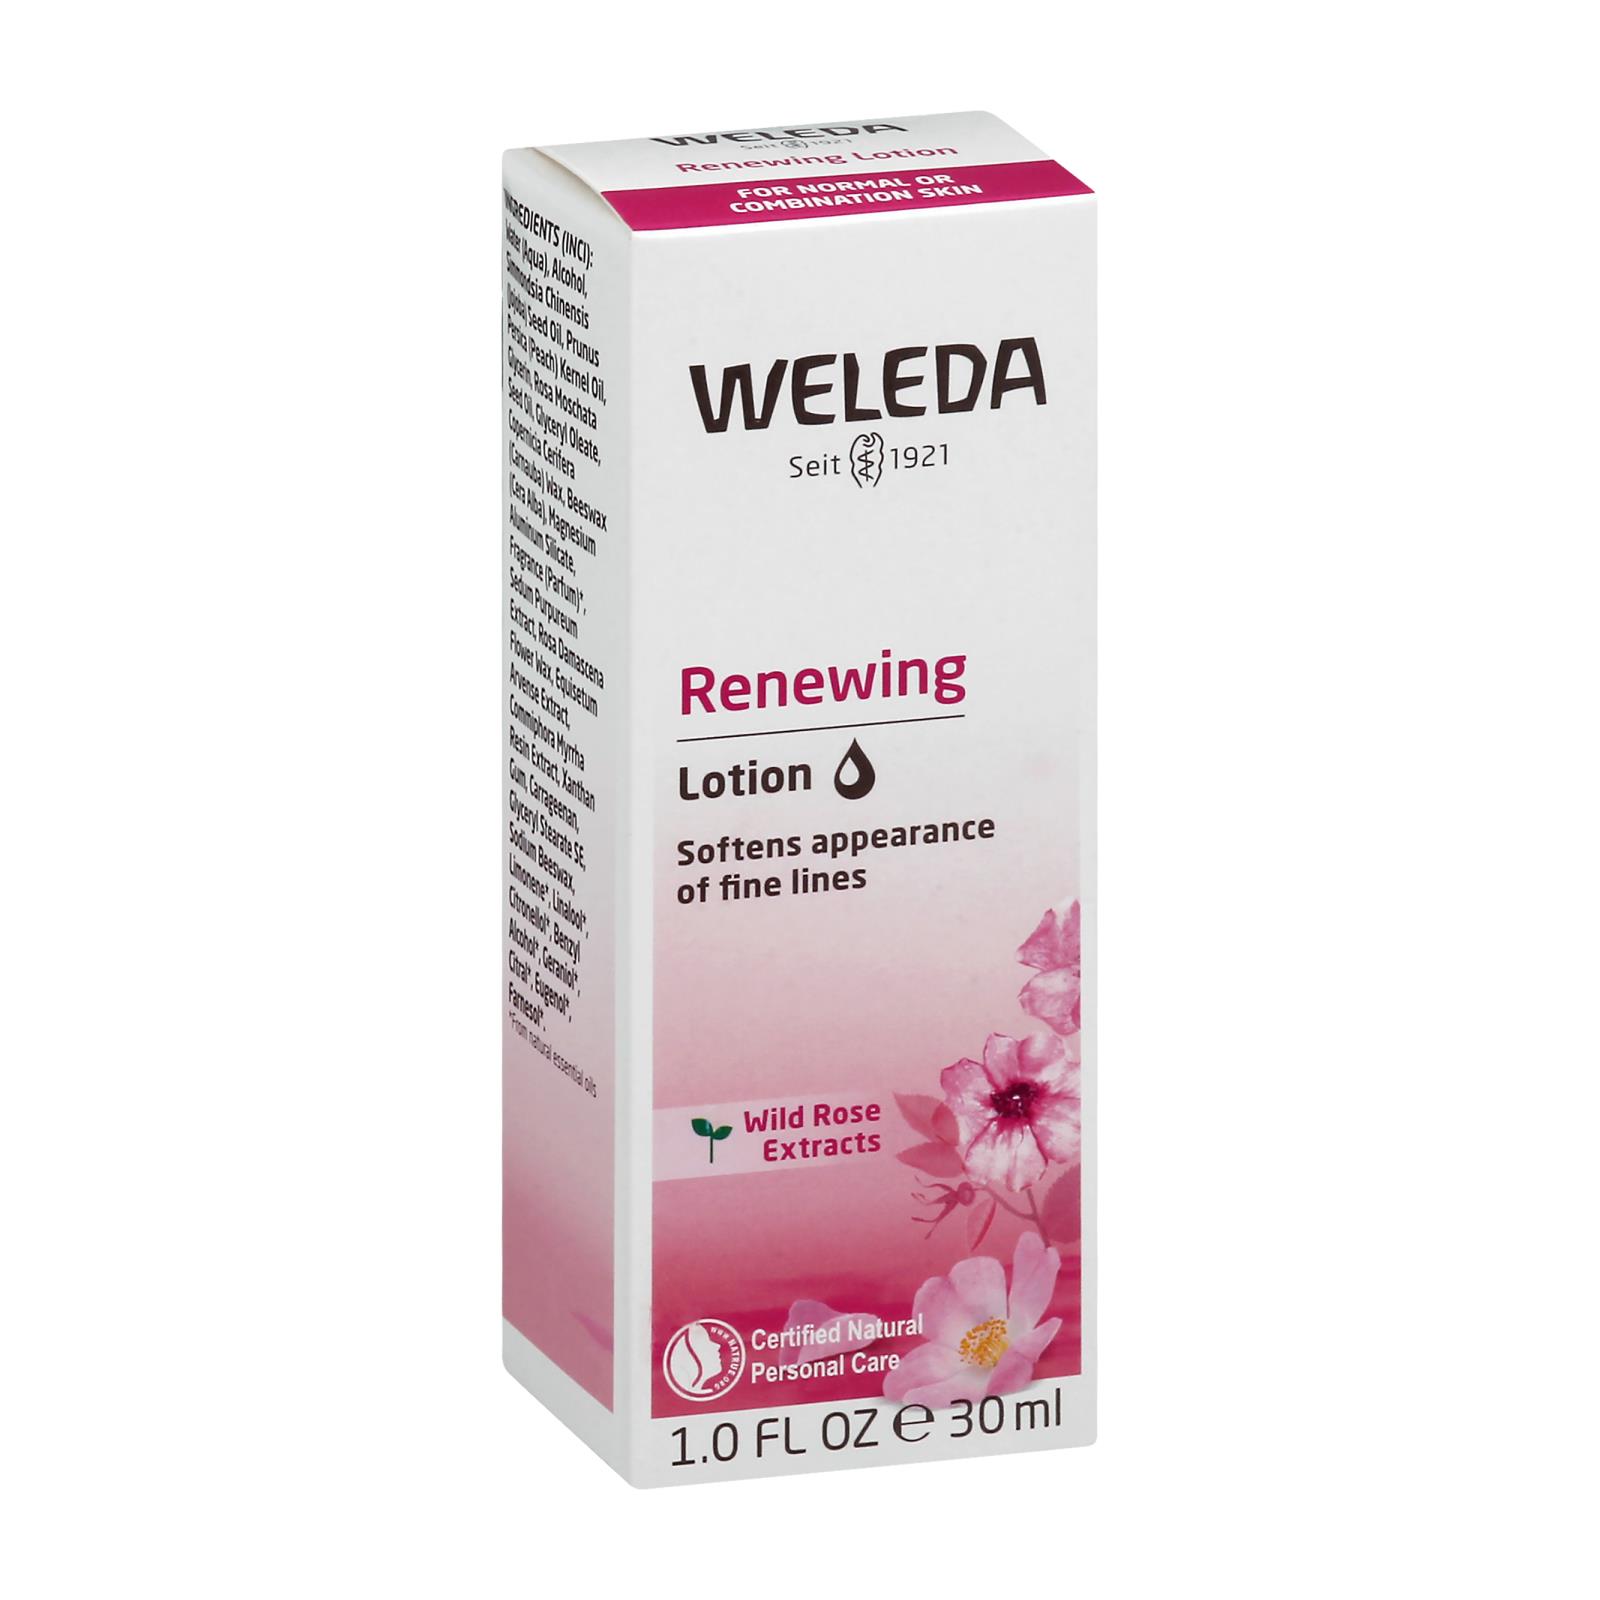 WELEDA
Seit 1921
Renewing Lotion
FOR NORMAL OR
COMBINATION SKIN
INGREDIENTS (INCI):
Water (Aqua), Alcohol,
Simmondsia Chinensis
(Jojoba) Seed Oil, Prunus
Persica (Peach) Kernel Oil,
Glycerin, Rosa Moschata
Seed Oil, Glyceryl Oleate,
Copernicia Cerifera
(Carnauba) Wax, Beeswax
(Cera Alba), Magnesium
Aluminum Silicate,
Fragrance (Parfum)*,
Sedum Purpureum
Extract, Rosa Damascena
Flower Wax, Equisetum
Arvense Extract,
Commiphora Myrrha
Resin Extract, Xanthan
Gum, Carrageenan,
Glyceryl Stearate SE,
Sodium Beeswax,
Limonene*, Linalool*,
Citronellol*, Benzyl
Alcohol*, Geraniol*,
Citral*, Eugenol*,
Farnesol*.
*From natural essential oils
WELEDA
Seit 1921
Renewing
Lotion
Softens appearance
of fine lines
Wild Rose
Extracts
WWW.NATRUE.ORG
Certified Natural
Personal Care
1.0 FL OZ e 30 ml